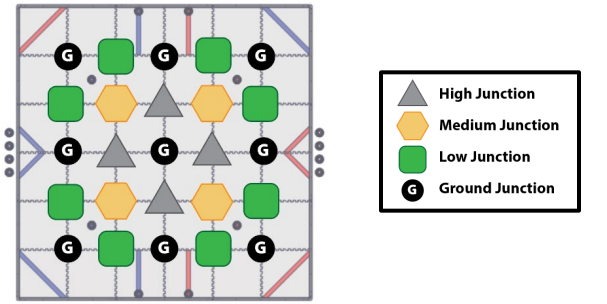 G G G
High Junction
Medium Junction
G G G
Low Junction
G Ground Junction
G G G